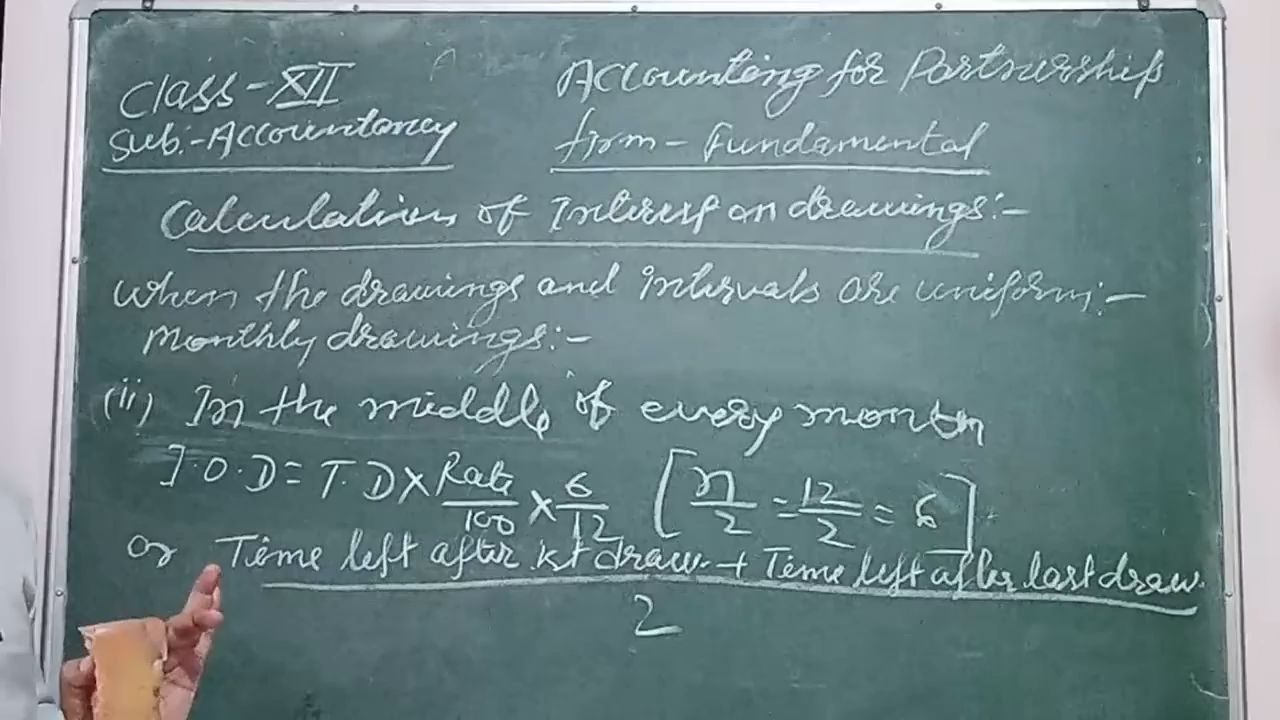 Class-XII
Sub:-Accountancy
Accounting for Partnership
firm - Fundamental
Calculation of Interest on drawings:-
When the drawings and intervals are uniform:-
Monthly drawings:-
(ii) In the middle of every month
I.O.D = T.D × Rate/100 × 6/12 [n/2 = 12/2 = 6]
or Time left after 1st draw. + Time left after last draw.
2